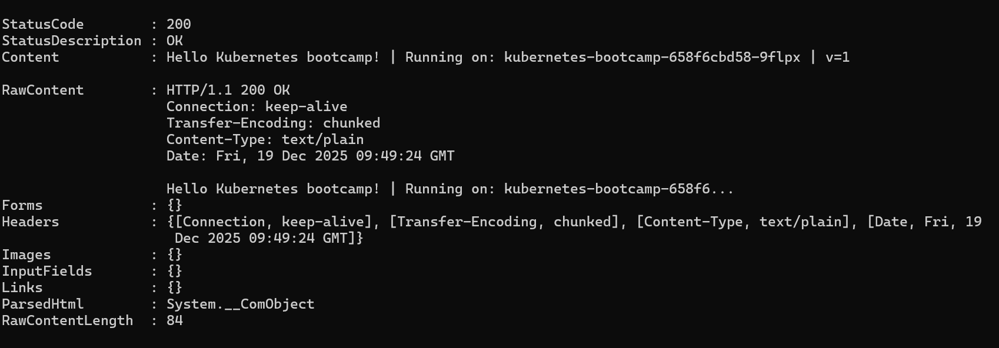 StatusCode        : 200
StatusDescription : OK
Content           : Hello Kubernetes bootcamp! | Running on: kubernetes-bootcamp-658f6cbd58-9flpx | v=1

RawContent        : HTTP/1.1 200 OK
                    Connection: keep-alive
                    Transfer-Encoding: chunked
                    Content-Type: text/plain
                    Date: Fri, 19 Dec 2025 09:49:24 GMT

                    Hello Kubernetes bootcamp! | Running on: kubernetes-bootcamp-658f6...
Forms             : {}
Headers           : {[Connection, keep-alive], [Transfer-Encoding, chunked], [Content-Type, text/plain], [Date, Fri, 19
                     Dec 2025 09:49:24 GMT]}
Images            : {}
InputFields       : {}
Links             : {}
ParsedHtml        : System.__ComObject
RawContentLength  : 84